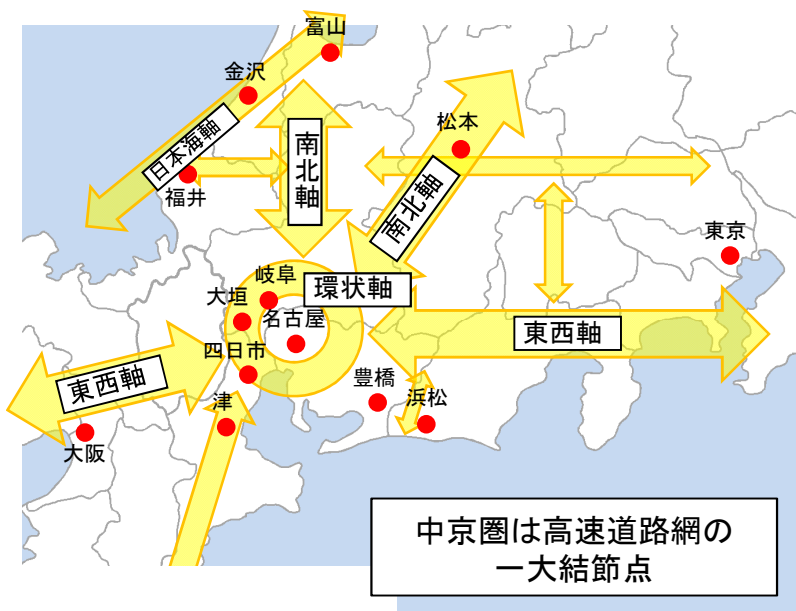 富山
金沢
日本海軸
福井
南北軸
松本
南北軸
東京
岐阜
環状軸
大垣
名古屋
東西軸
四日市
東西軸
豊橋
浜松
津
大阪
中京圏は高速道路網の
一大結節点